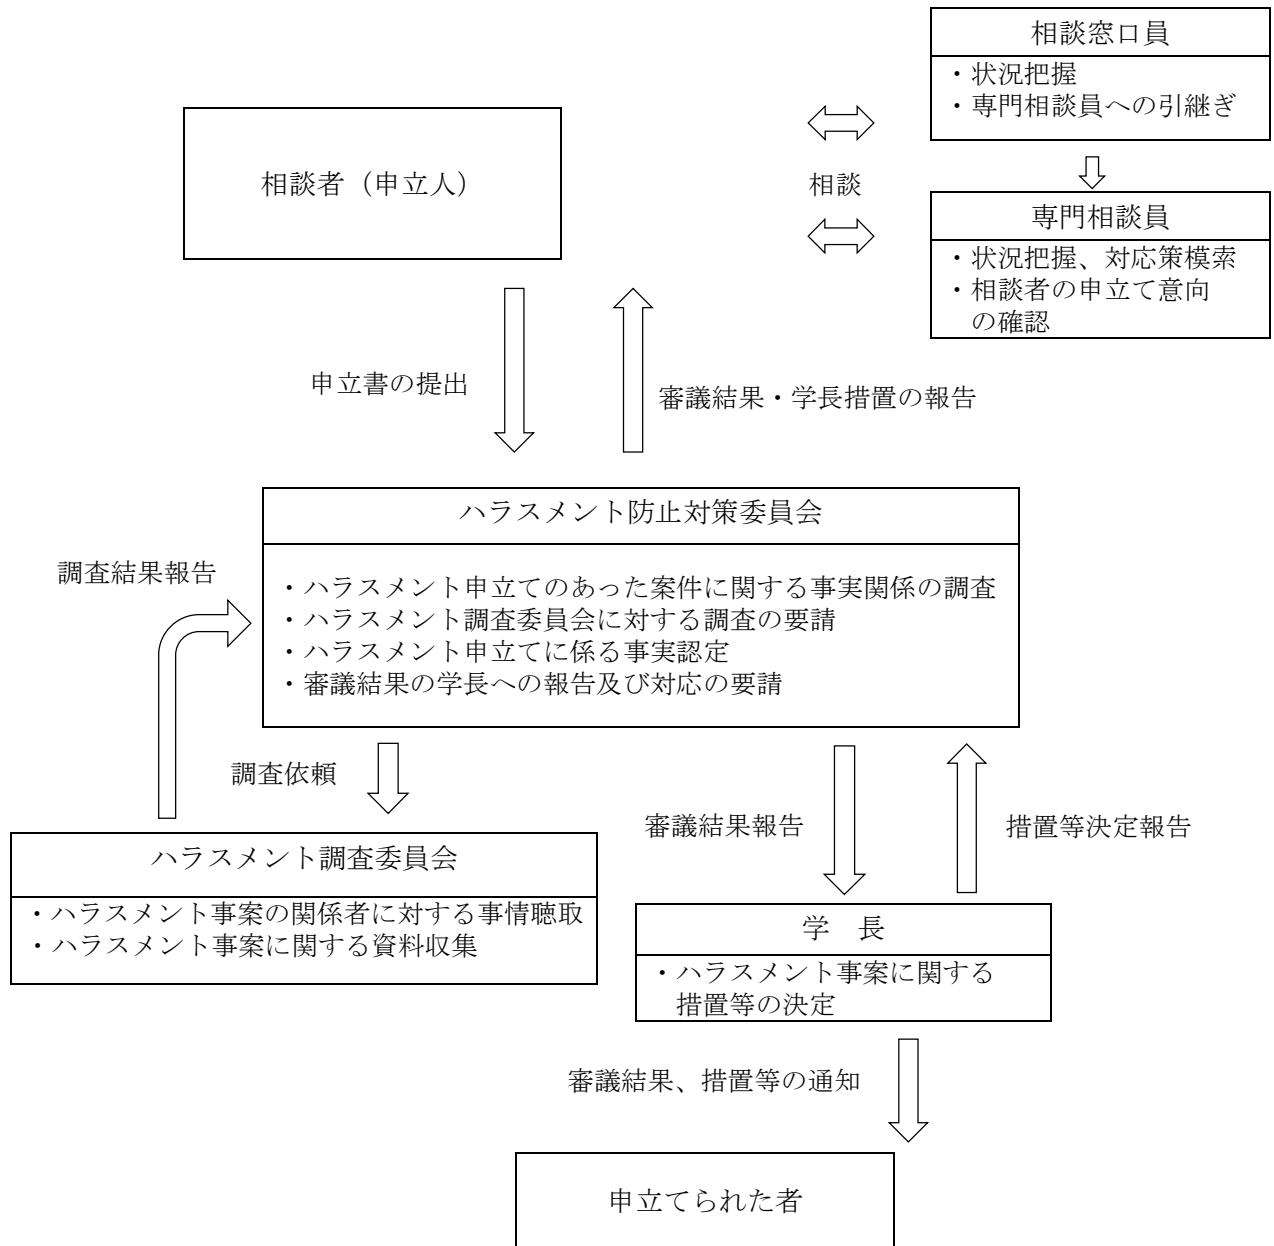 相談窓口員
・状況把握
・専門相談員への引継ぎ
相談者（申立人）
相談
専門相談員
・状況把握、対応策模索
・相談者の申立て意向
の確認
申立書の提出
審議結果・学長措置の報告
ハラスメント防止対策委員会
・ハラスメント申立てのあった案件に関する事実関係の調査
・ハラスメント調査委員会に対する調査の要請
・ハラスメント申立てに係る事実認定
・審議結果の学長への報告及び対応の要請
調査結果報告
調査依頼
審議結果報告
措置等決定報告
ハラスメント調査委員会
・ハラスメント事案の関係者に対する事情聴取
・ハラスメント事案に関する資料収集
学　長
・ハラスメント事案に関する
措置等の決定
審議結果、措置等の通知
申立てられた者